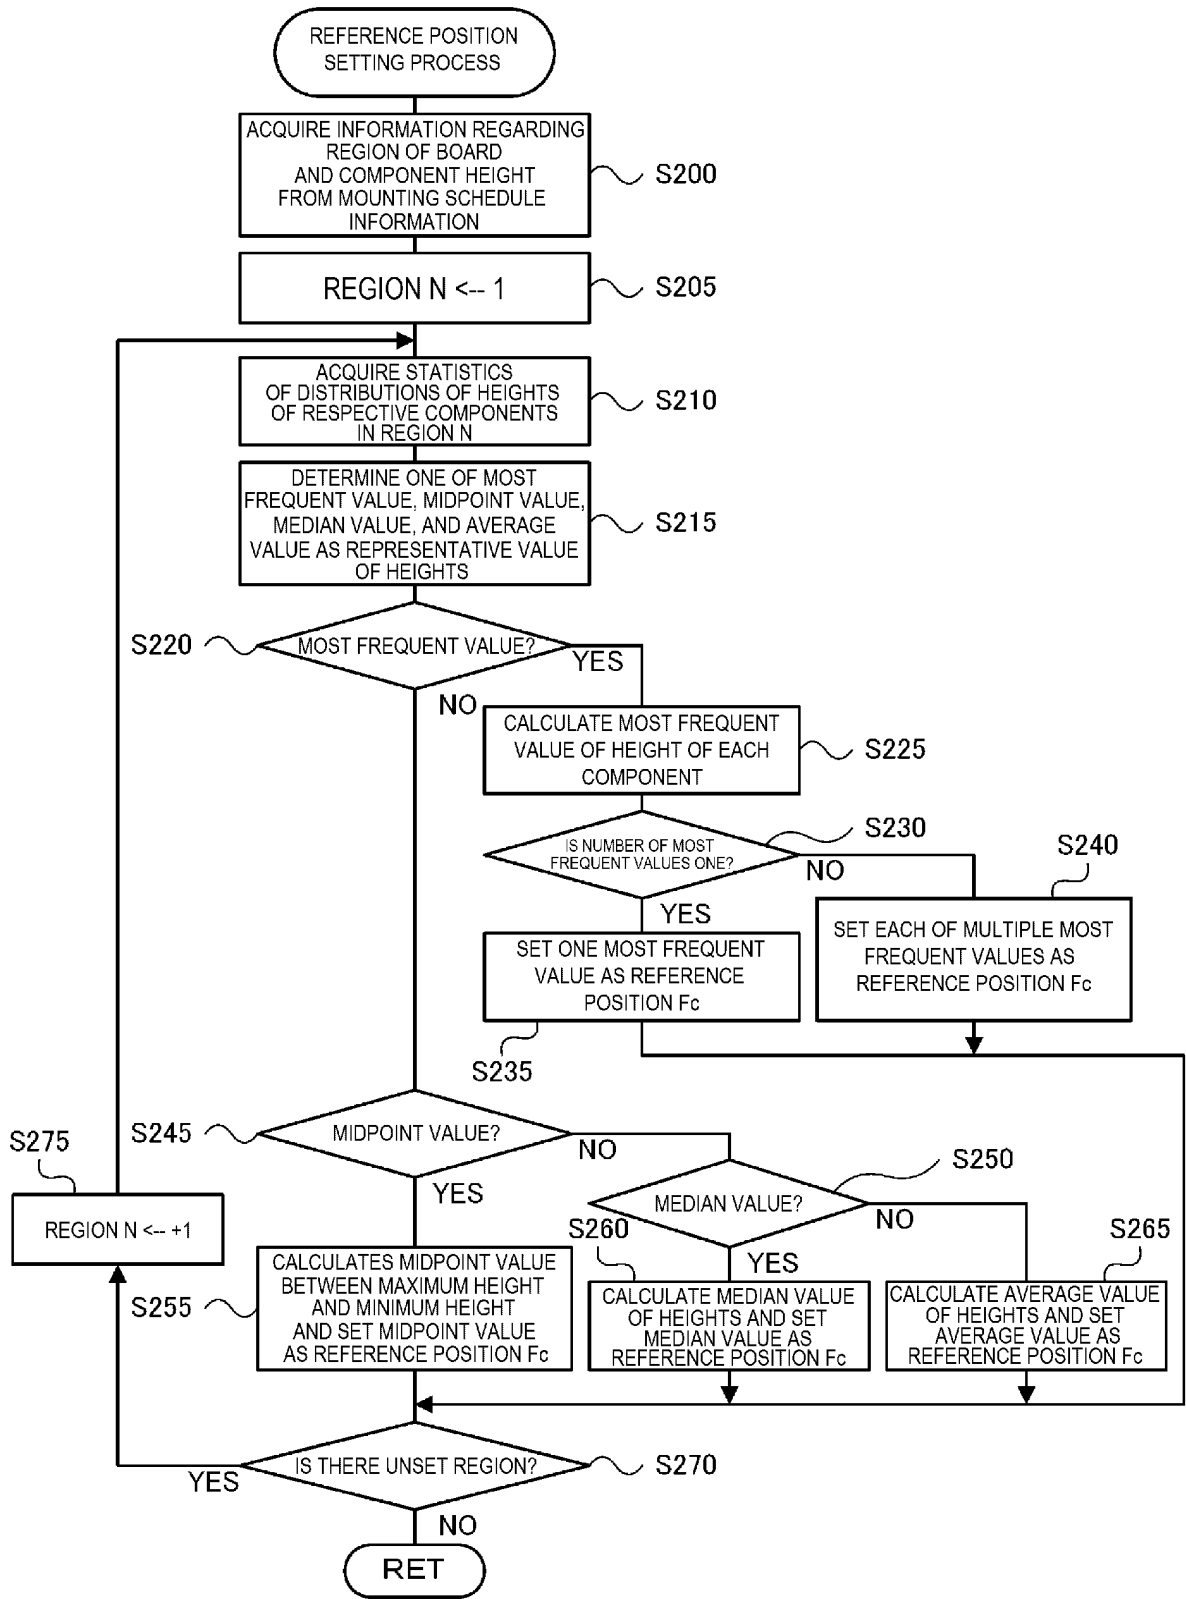 REFERENCE POSITION
SETTING PROCESS
ACQUIRE INFORMATION REGARDING
REGION OF BOARD
AND COMPONENT HEIGHT
FROM MOUNTING SCHEDULE
INFORMATION
S200
REGION N <-- 1
S205
ACQUIRE STATISTICS
OF DISTRIBUTIONS OF HEIGHTS
OF RESPECTIVE COMPONENTS
IN REGION N
S210
DETERMINE ONE OF MOST
FREQUENT VALUE, MIDPOINT VALUE,
MEDIAN VALUE, AND AVERAGE
VALUE AS REPRESENTATIVE VALUE
OF HEIGHTS
S215
S220
MOST FREQUENT VALUE?
YES
NO
CALCULATE MOST FREQUENT
VALUE OF HEIGHT OF EACH
COMPONENT
S225
IS NUMBER OF MOST
FREQUENT VALUES ONE?
S230
NO
YES
S240
SET ONE MOST FREQUENT
VALUE AS REFERENCE
POSITION Fc
S235
SET EACH OF MULTIPLE MOST
FREQUENT VALUES AS
REFERENCE POSITION Fc
S245
MIDPOINT VALUE?
NO
YES
S275
REGION N <-- +1
MEDIAN VALUE?
S250
NO
YES
S255
CALCULATES MIDPOINT VALUE
BETWEEN MAXIMUM HEIGHT
AND MINIMUM HEIGHT
AND SET MIDPOINT VALUE
AS REFERENCE POSITION Fc
S260
CALCULATE MEDIAN VALUE
OF HEIGHTS AND SET
MEDIAN VALUE AS
REFERENCE POSITION Fc
S265
CALCULATE AVERAGE VALUE
OF HEIGHTS AND SET
AVERAGE VALUE AS
REFERENCE POSITION Fc
IS THERE UNSET REGION?
S270
YES
NO
RET